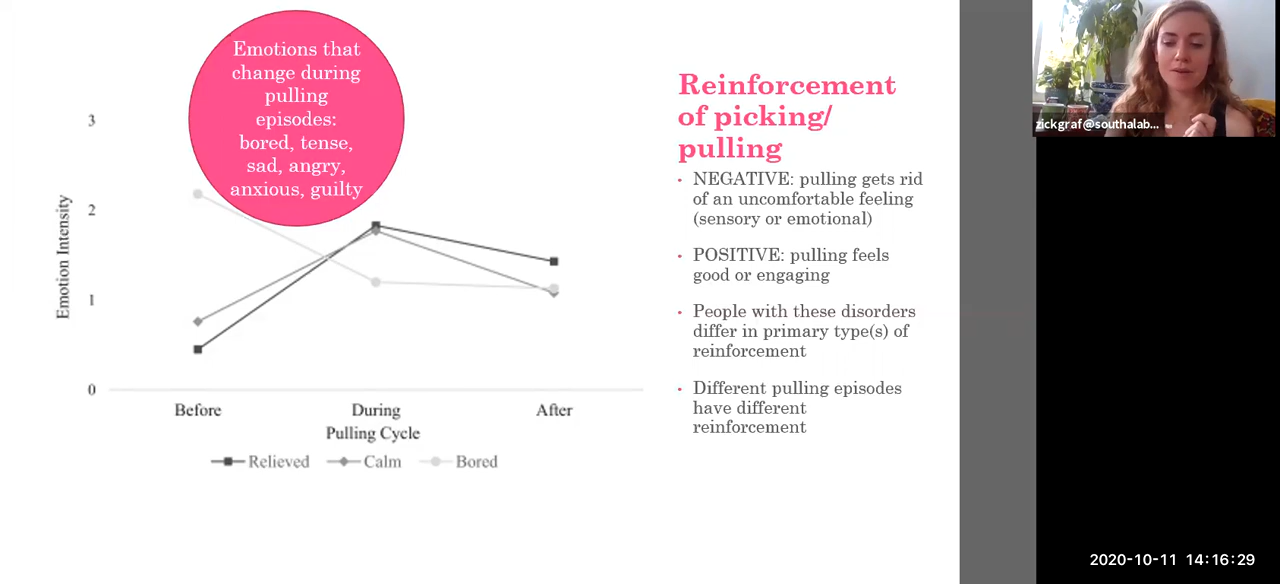 Emotions that
change during
pulling
episodes:
bored, tense,
sad, angry,
anxious, guilty
3
2
1
0
Emotion Intensity
Before
During
After
Pulling Cycle
Relieved
Calm
Bored
Reinforcement
of picking/
pulling
• NEGATIVE: pulling gets rid
of an uncomfortable feeling
(sensory or emotional)
• POSITIVE: pulling feels
good or engaging
• People with these disorders
differ in primary type(s) of
reinforcement
• Different pulling episodes
have different
reinforcement
zickgraf@southalab...
2020-10-11 14:16:29